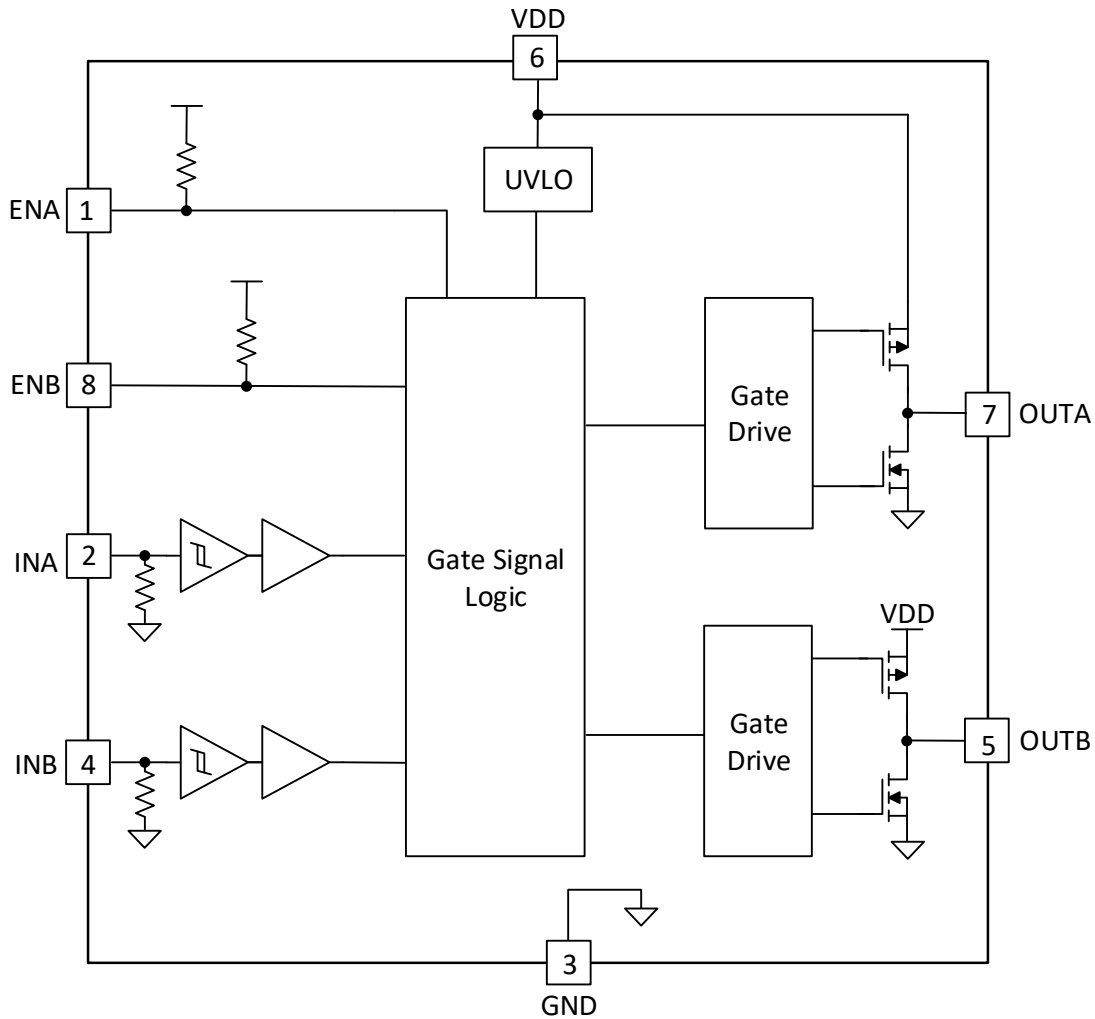 VDD
6
UVLO
ENA 1
ENB 8
Gate
Drive
7 OUTA
INA 2
Gate Signal
Logic
VDD
Gate
Drive
INB 4
5 OUTB
3
GND